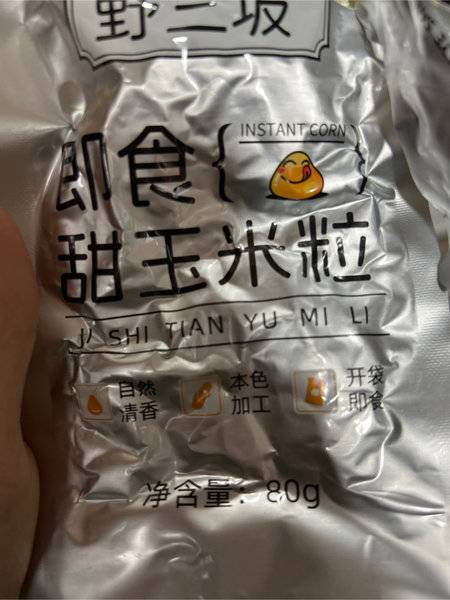 野三坡
INSTANT CORN
即食
甜玉米粒
JI SHI TIAN YU MI LI
自然 本色 开袋
清香 加工 即食
净含量：80g